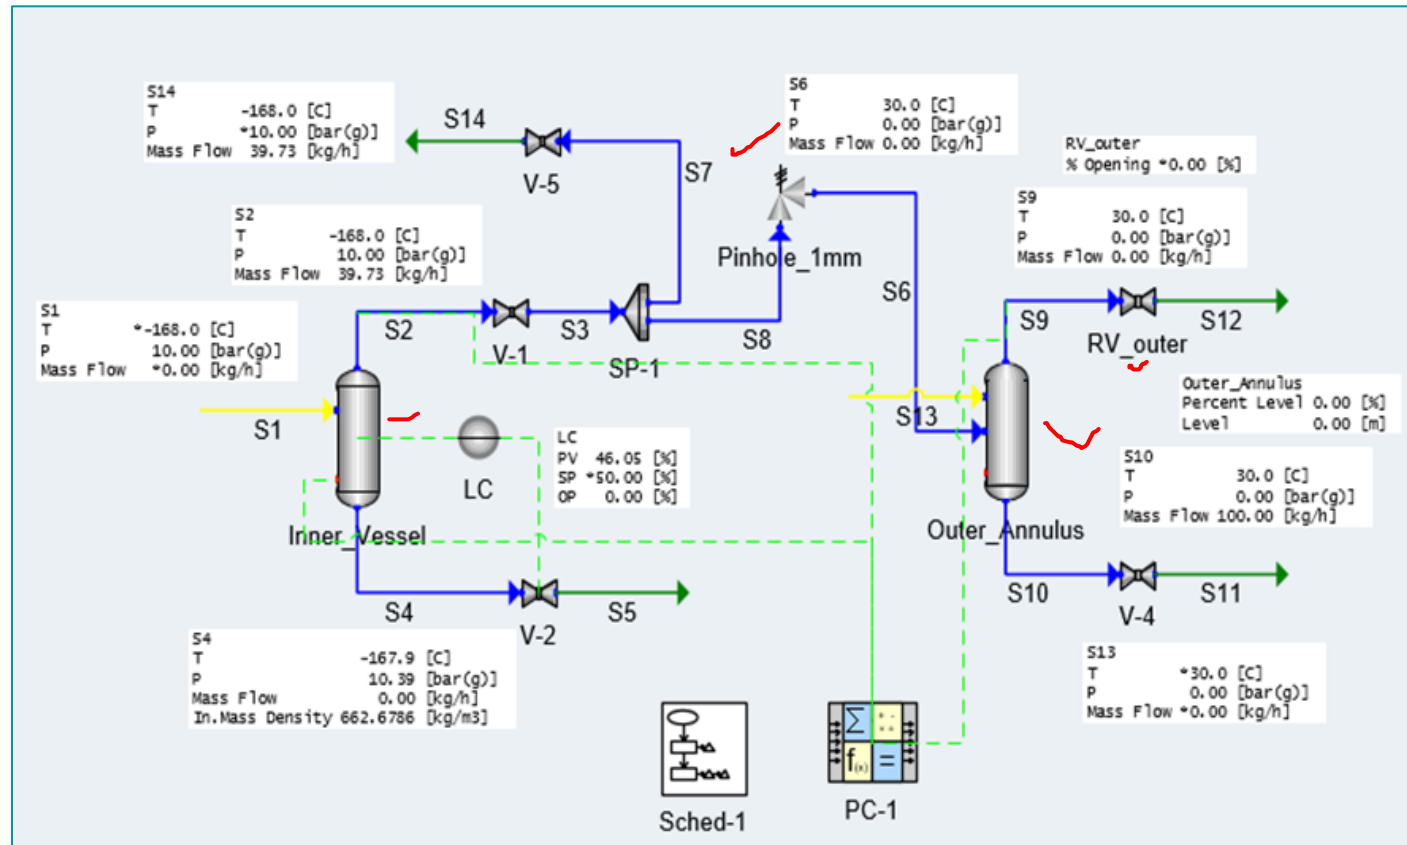 S14
T -168.0 [C]
P *10.00 [bar(g)]
Mass Flow 39.73 [kg/h]
S14
V-5
S7
S6
T 30.0 [C]
P 0.00 [bar(g)]
Mass Flow 0.00 [kg/h]
RV_outer
% Opening *0.00 [%]
S9
T 30.0 [C]
P 0.00 [bar(g)]
Mass Flow 0.00 [kg/h]
S2
T -168.0 [C]
P 10.00 [bar(g)]
Mass Flow 39.73 [kg/h]
Pinhole_1mm
S6
S1
T *-168.0 [C]
P 10.00 [bar(g)]
Mass Flow *0.00 [kg/h]
S2
V-1
S3
SP-1
S8
S9
RV_outer
S12
S1
S13
Outer_Annulus
Percent Level 0.00 [%]
Level 0.00 [m]
LC
LC
PV 46.05 [%]
SP *50.00 [%]
OP 0.00 [%]
S10
T 30.0 [C]
P 0.00 [bar(g)]
Mass Flow 100.00 [kg/h]
Inner_Vessel
Outer_Annulus
S4
V-2
S5
S10
V-4
S11
S4
T -167.9 [C]
P 10.39 [bar(g)]
Mass Flow 0.00 [kg/h]
In.Mass Density 662.6786 [kg/m3]
S13
T *30.0 [C]
P 0.00 [bar(g)]
Mass Flow *0.00 [kg/h]
Σ + -
f(x) =
Sched-1
PC-1